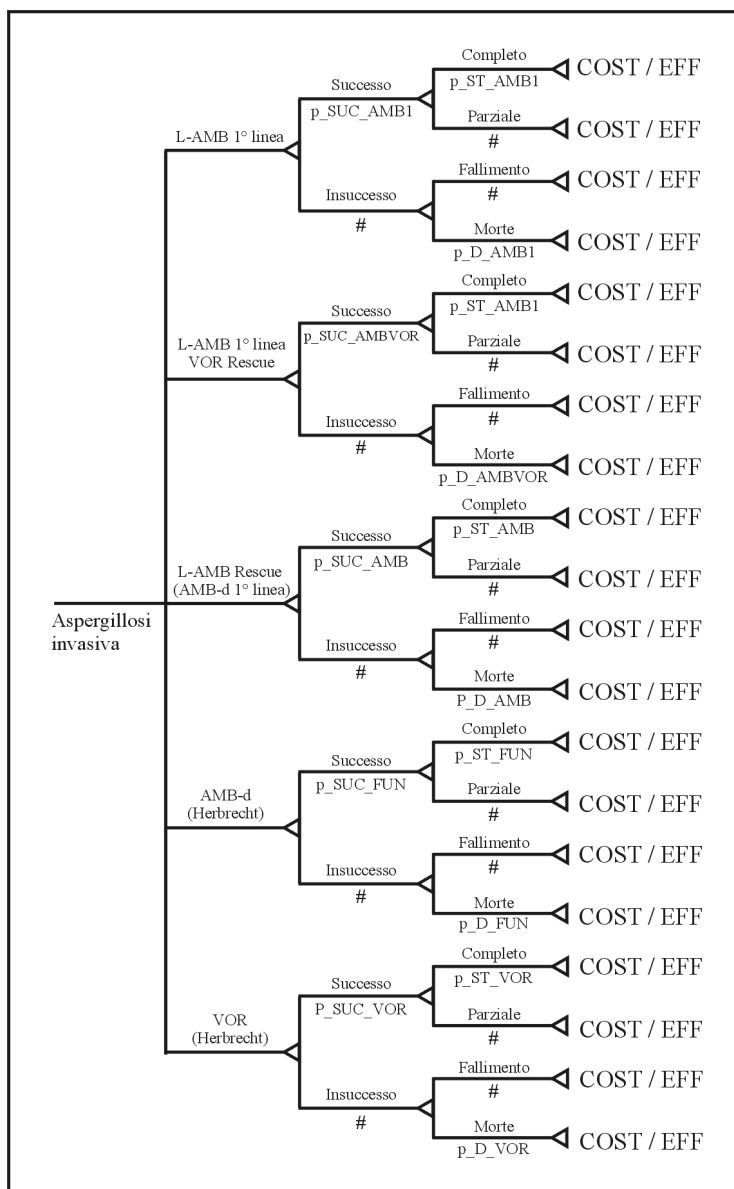 Completo
COST / EFF
p_ST_AMB1
Successo
p_SUC_AMB1
Parziale
COST / EFF
#
L-AMB 1° linea
Fallimento
COST / EFF
#
Insuccesso
#
Morte
COST / EFF
p_D_AMB1
Completo
COST / EFF
p_ST_AMB1
Successo
p_SUC_AMBVOR
Parziale
COST / EFF
#
L-AMB 1° linea
VOR Rescue
Fallimento
COST / EFF
#
Insuccesso
#
Morte
COST / EFF
p_D_AMBVOR
Completo
COST / EFF
p_ST_AMB
Successo
p_SUC_AMB
Parziale
COST / EFF
#
L-AMB Rescue
(AMB-d 1° linea)
Aspergillosi
invasiva
Fallimento
COST / EFF
#
Insuccesso
#
Morte
COST / EFF
P_D_AMB
Completo
COST / EFF
p_ST_FUN
Successo
p_SUC_FUN
Parziale
COST / EFF
#
AMB-d
(Herbrecht)
Fallimento
COST / EFF
#
Insuccesso
#
Morte
COST / EFF
p_D_FUN
Completo
COST / EFF
p_ST_VOR
Successo
P_SUC_VOR
Parziale
COST / EFF
#
VOR
(Herbrecht)
Fallimento
COST / EFF
#
Insuccesso
#
Morte
COST / EFF
p_D_VOR